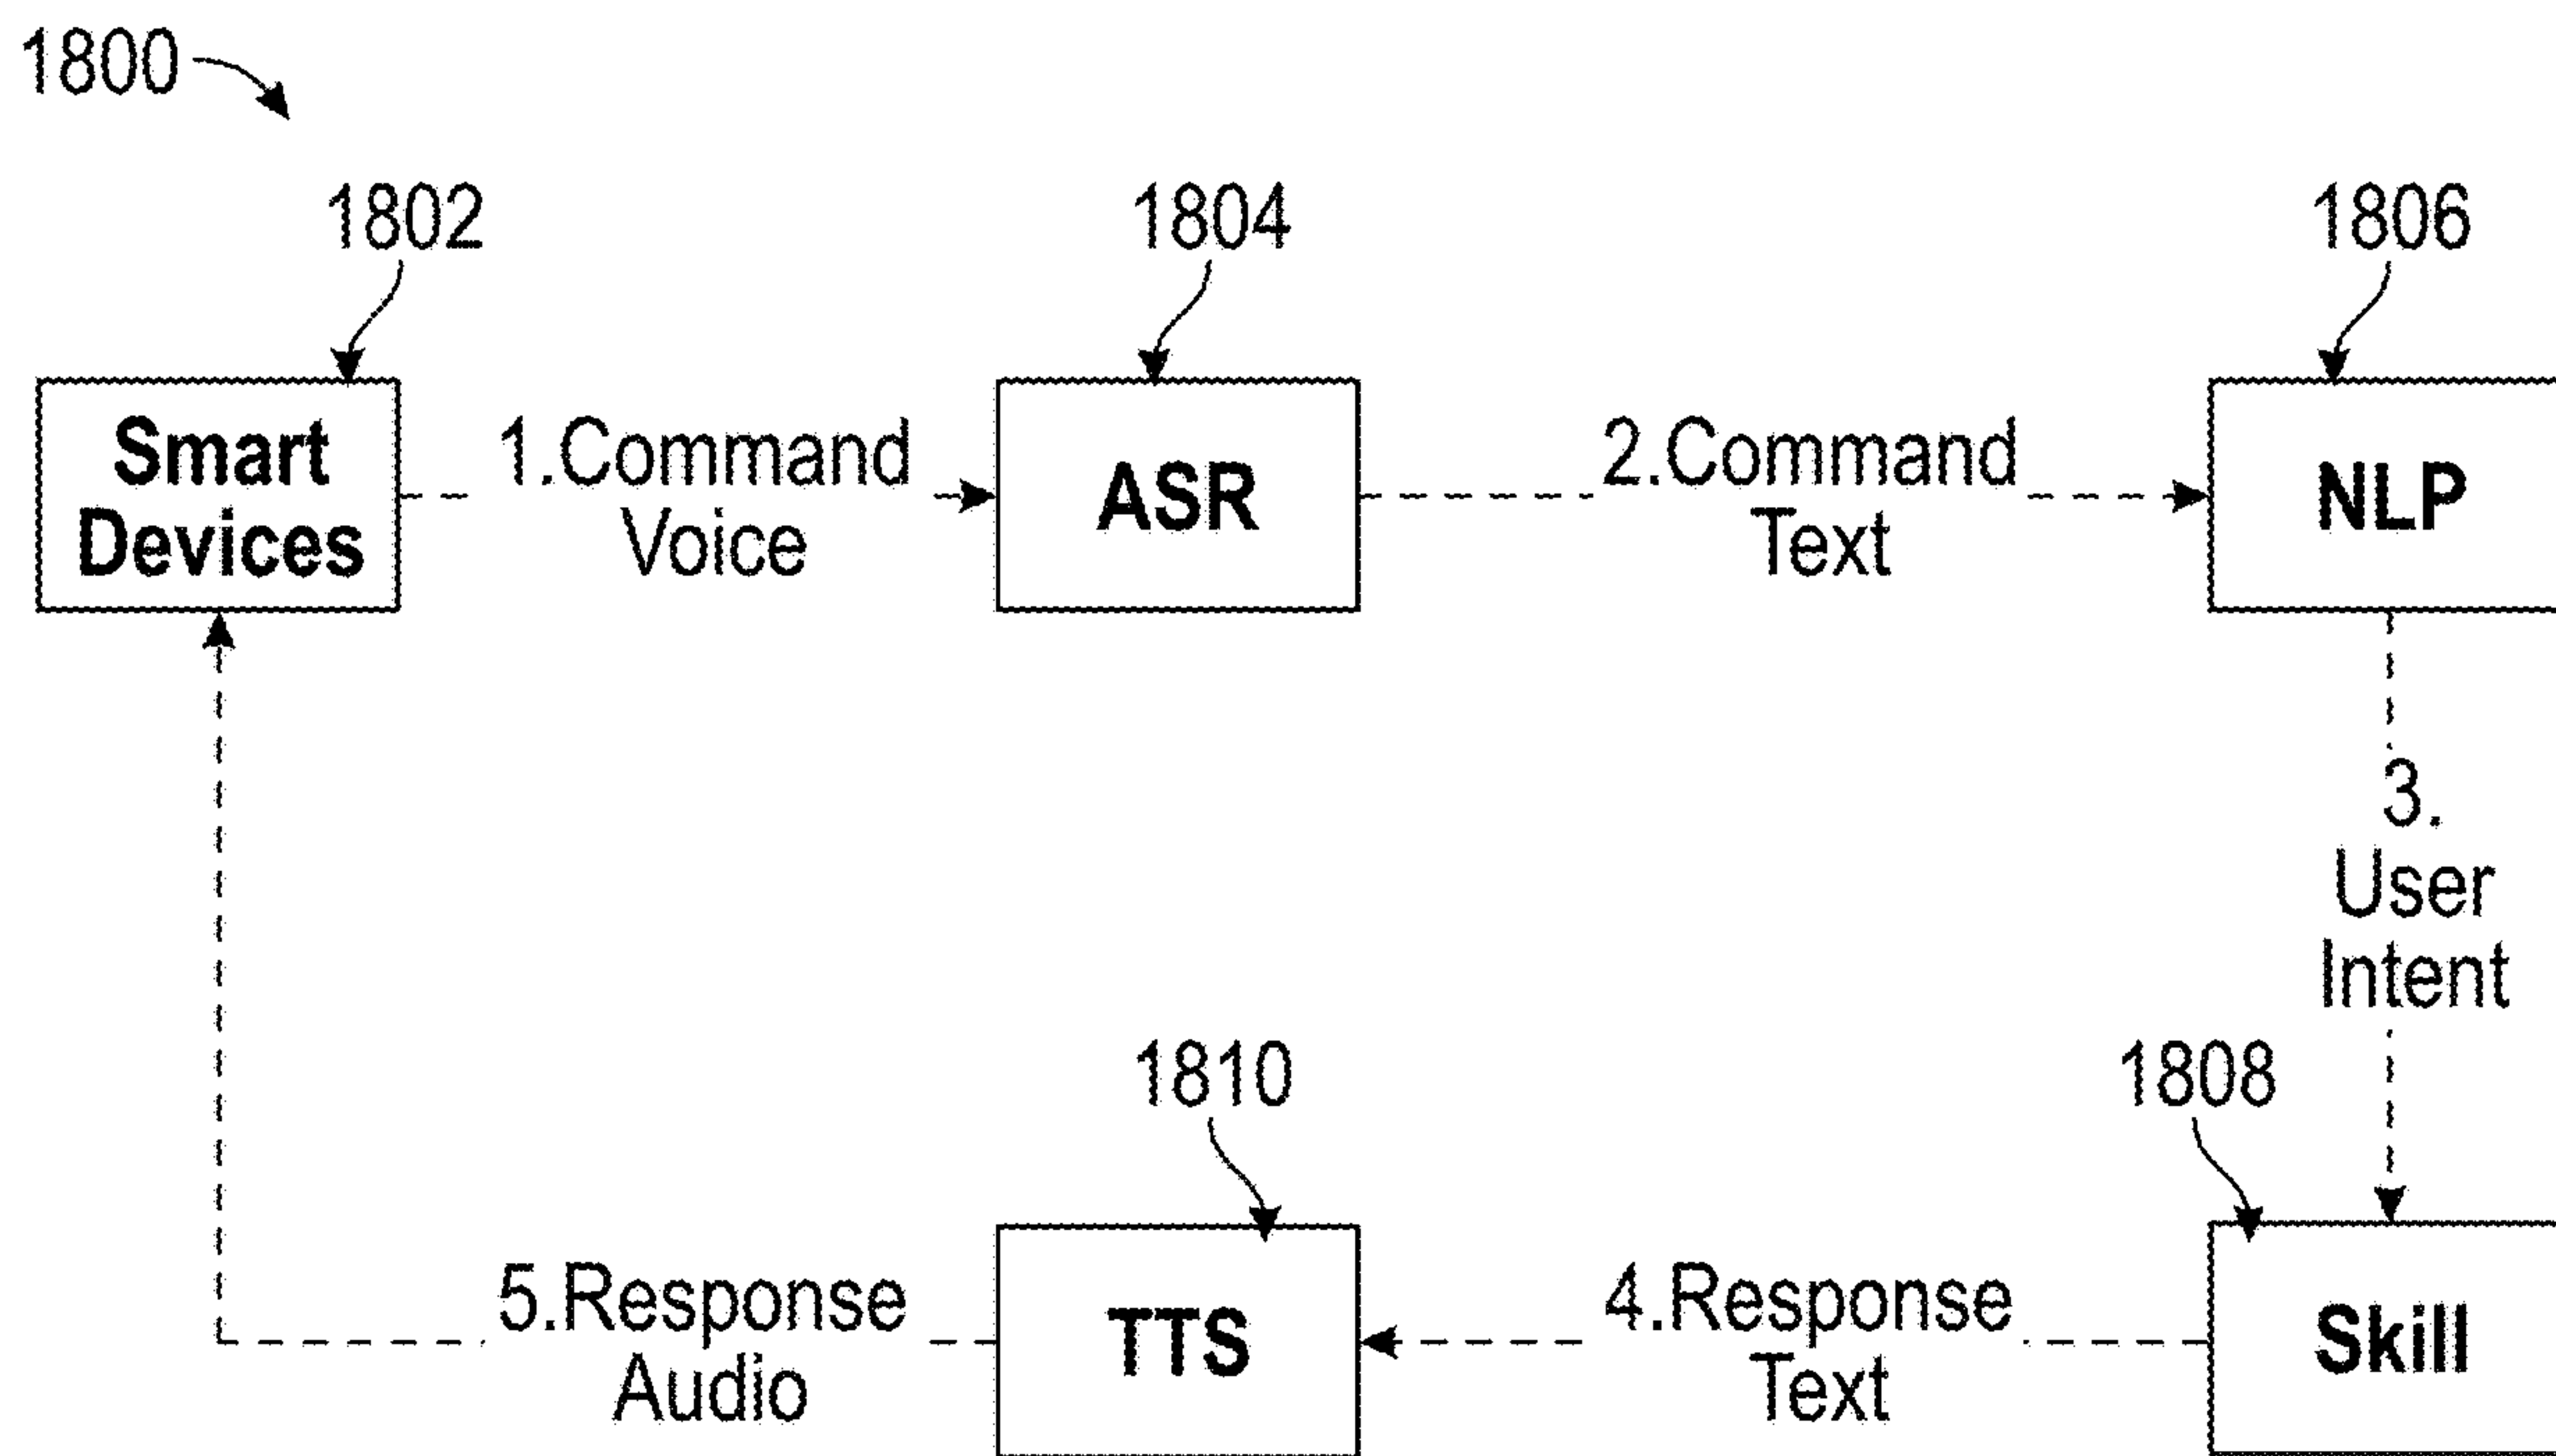 1800
1802
1804
1806
Smart
Devices
1.Command
Voice
ASR
2.Command
Text
NLP
3.
User
Intent
1810
1808
5.Response
Audio
TTS
4.Response
Text
Skill